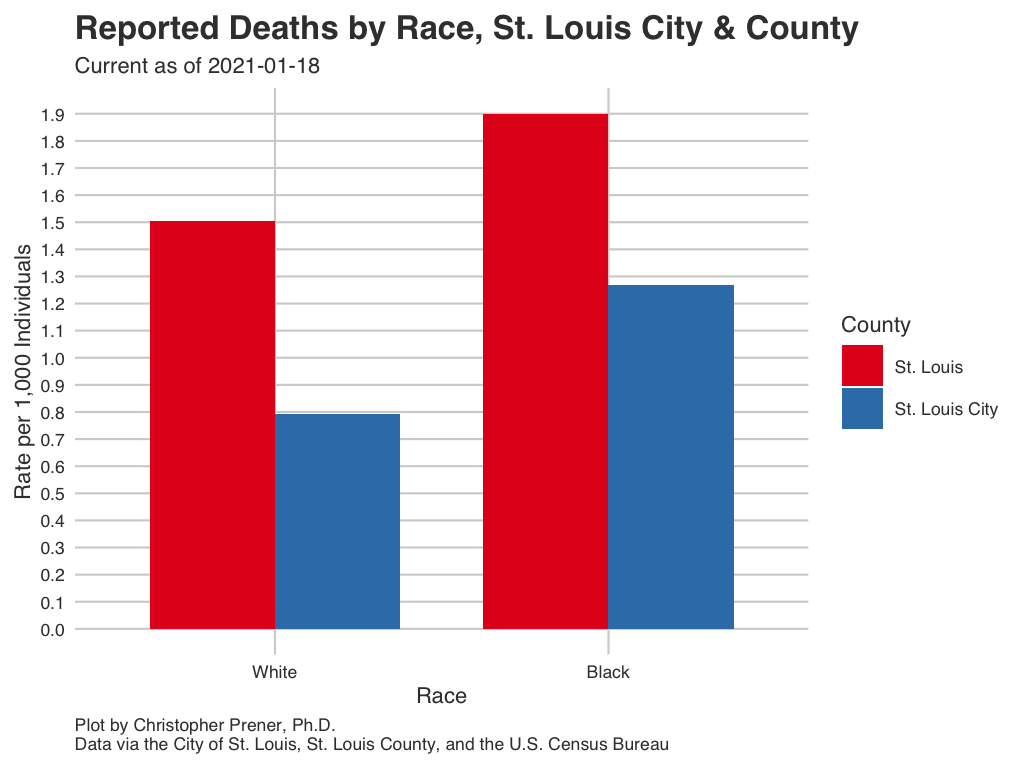 Reported Deaths by Race, St. Louis City & County
Current as of 2021-01-18
Rate per 1,000 Individuals
1.9
1.8
1.7
1.6
1.5
1.4
1.3
1.2
1.1
1.0
0.9
0.8
0.7
0.6
0.5
0.4
0.3
0.2
0.1
0.0
White
Black
Race
County
St. Louis
St. Louis City
Plot by Christopher Prener, Ph.D.
Data via the City of St. Louis, St. Louis County, and the U.S. Census Bureau